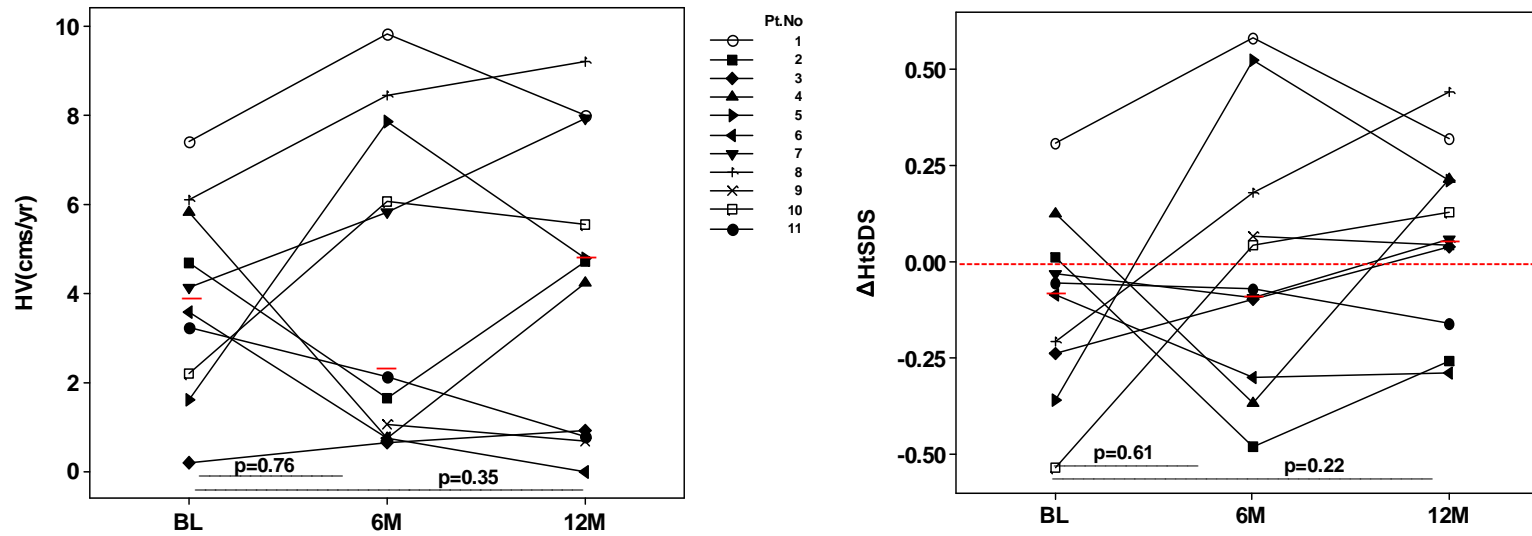 10
8
6
4
2
0
HV(cms/yr)
p=0.76
p=0.35
BL 6M 12M
Pt.No
1
2
3
4
5
6
7
8
9
10
11
0.50
0.25
0.00
-0.25
-0.50
ΔHtSDS
p=0.61
p=0.22
BL 6M 12M